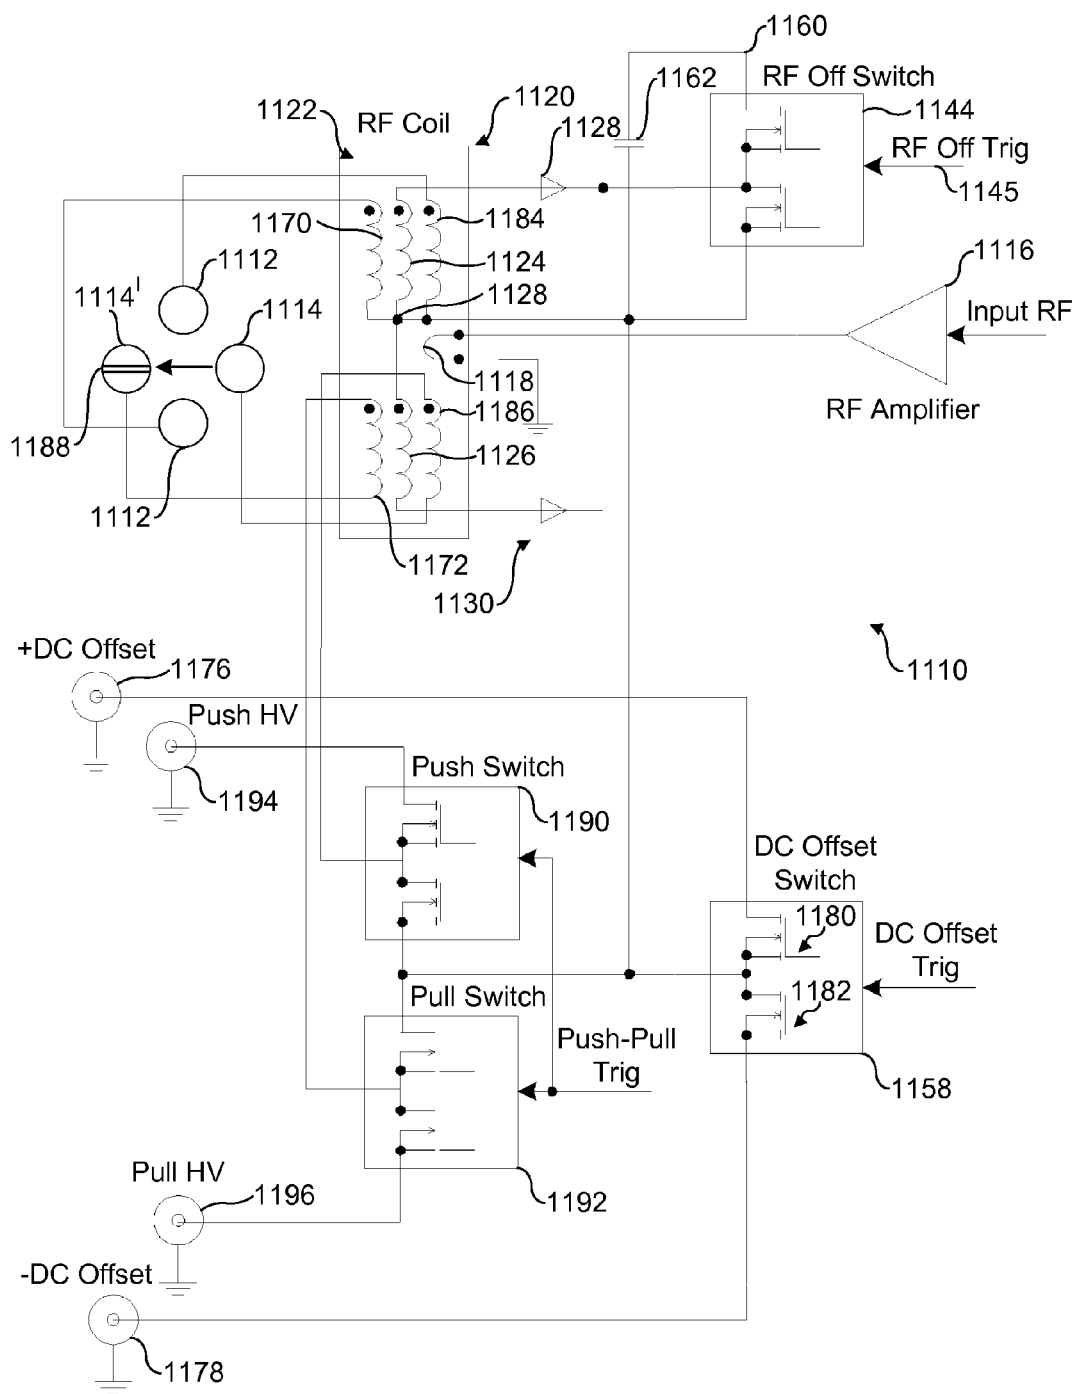 1160
RF Off Switch
1162
1120
1122
RF Coil
1128
1144
RF Off Trig
1145
1170
1184
1112
1124
1116
1114'
1114
1128
Input RF
1118
1186
RF Amplifier
1188
1126
1112
1172
1130
+DC Offset
1176
1110
Push HV
Push Switch
1194
1190
DC Offset
Switch
1180
DC Offset
Trig
Pull Switch
1182
Push-Pull
Trig
1158
Pull HV
1196
1192
-DC Offset
1178